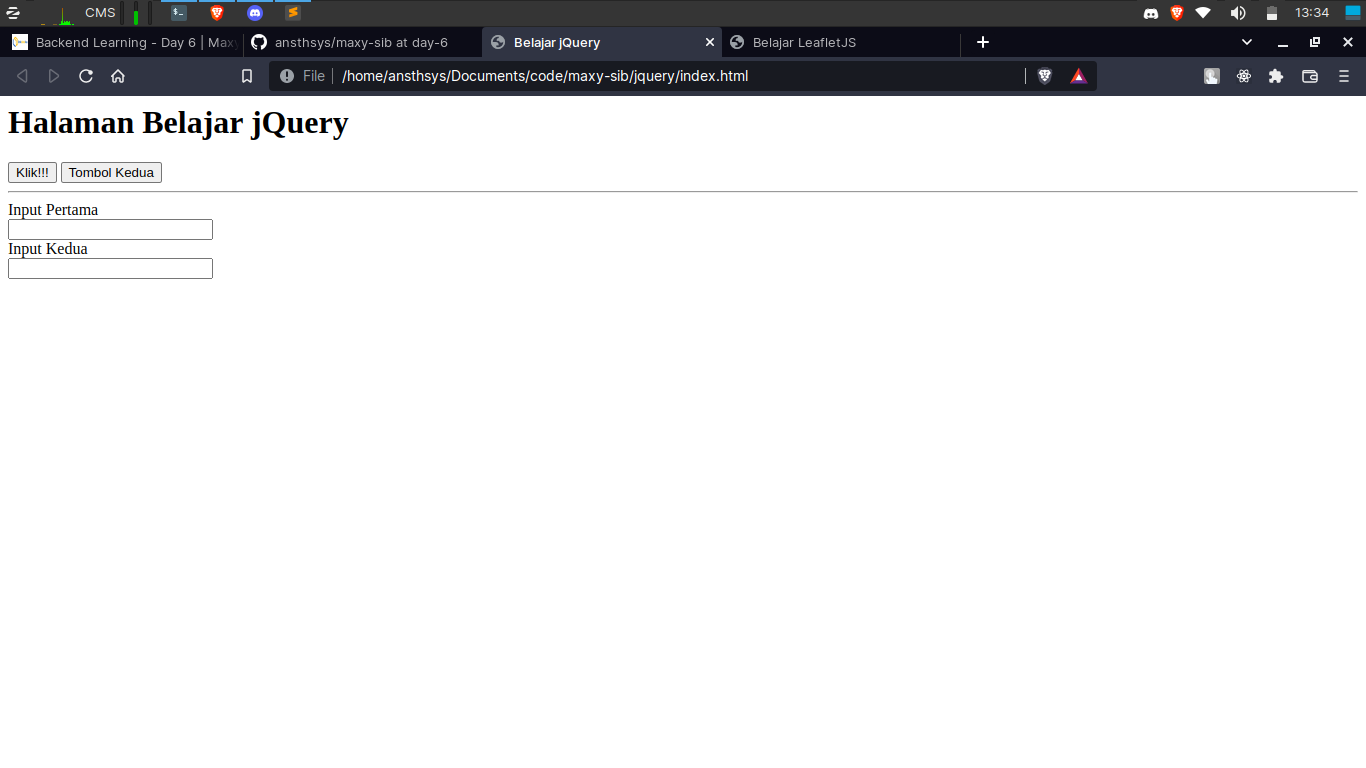 CMS 13:34
Backend Learning - Day 6 | Maxy ansthsys/maxy-sib at day-6 Belajar jQuery Belajar LeafletJS
File /home/ansthsys/Documents/code/maxy-sib/jquery/index.html
Halaman Belajar jQuery
Klik!!! Tombol Kedua
Input Pertama
Input Kedua